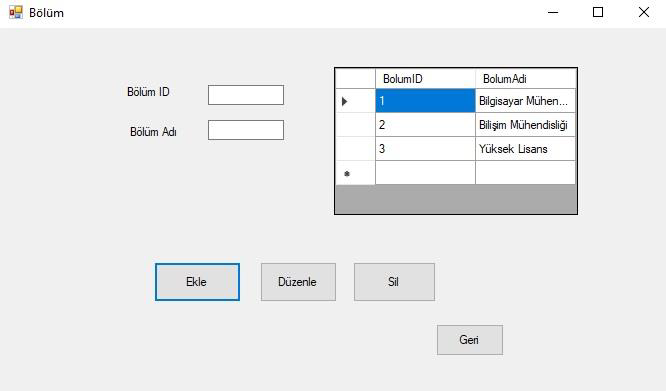 Bölüm
Bölüm ID
Bölüm Adı
BolumID BolumAdi
1 Bilgisayar Mühen...
2 Bilişim Mühendisliği
3 Yüksek Lisans
Ekle Düzenle Sil
Geri